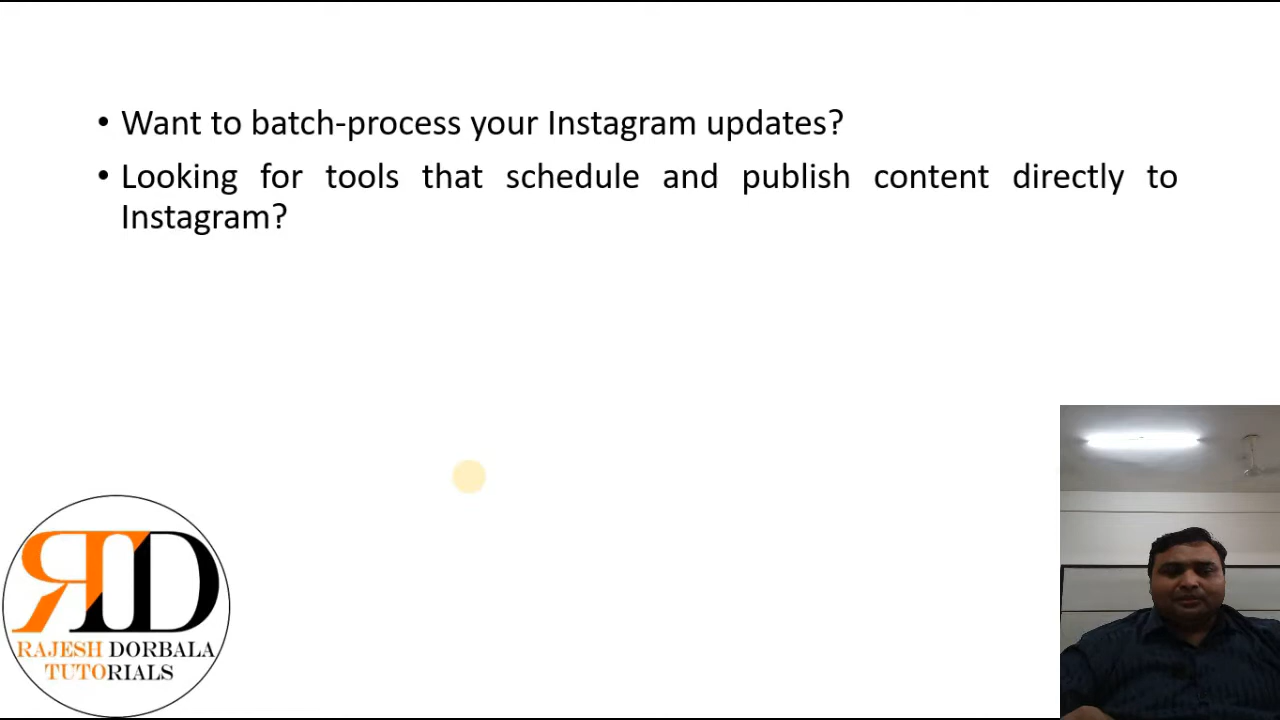 • Want to batch-process your Instagram updates?
• Looking for tools that schedule and publish content directly to
Instagram?
RTD
RAJESH DORBALA
TUTORIALS